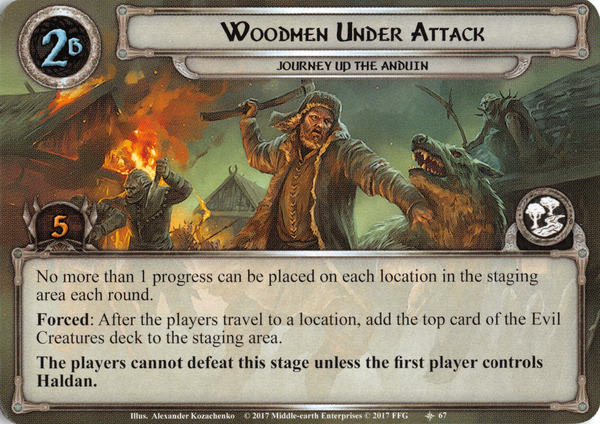 2B
Woodmen Under Attack
Journey up the Anduin
5
No more than 1 progress can be placed on each location in the staging
area each round.
Forced: After the players travel to a location, add the top card of the Evil
Creatures deck to the staging area.
The players cannot defeat this stage unless the first player controls
Haldan.
Illus. Alexander Kozachenko © 2017 Middle-earth Enterprises © 2017 FFG 67